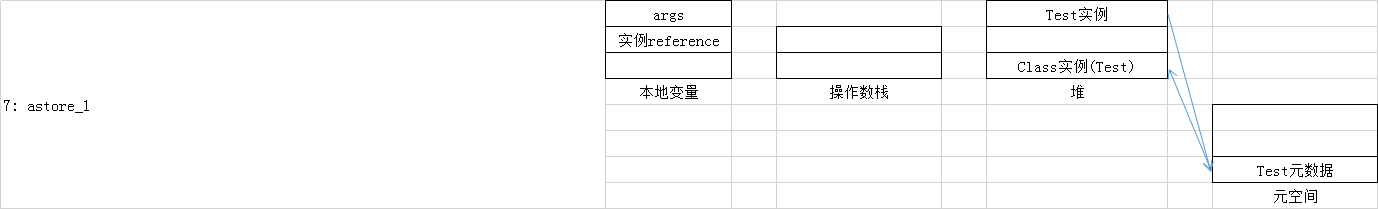 args
Test实例
实例reference
Class实例(Test)
本地变量
操作数栈
堆
7: astore_1
Test元数据
元空间